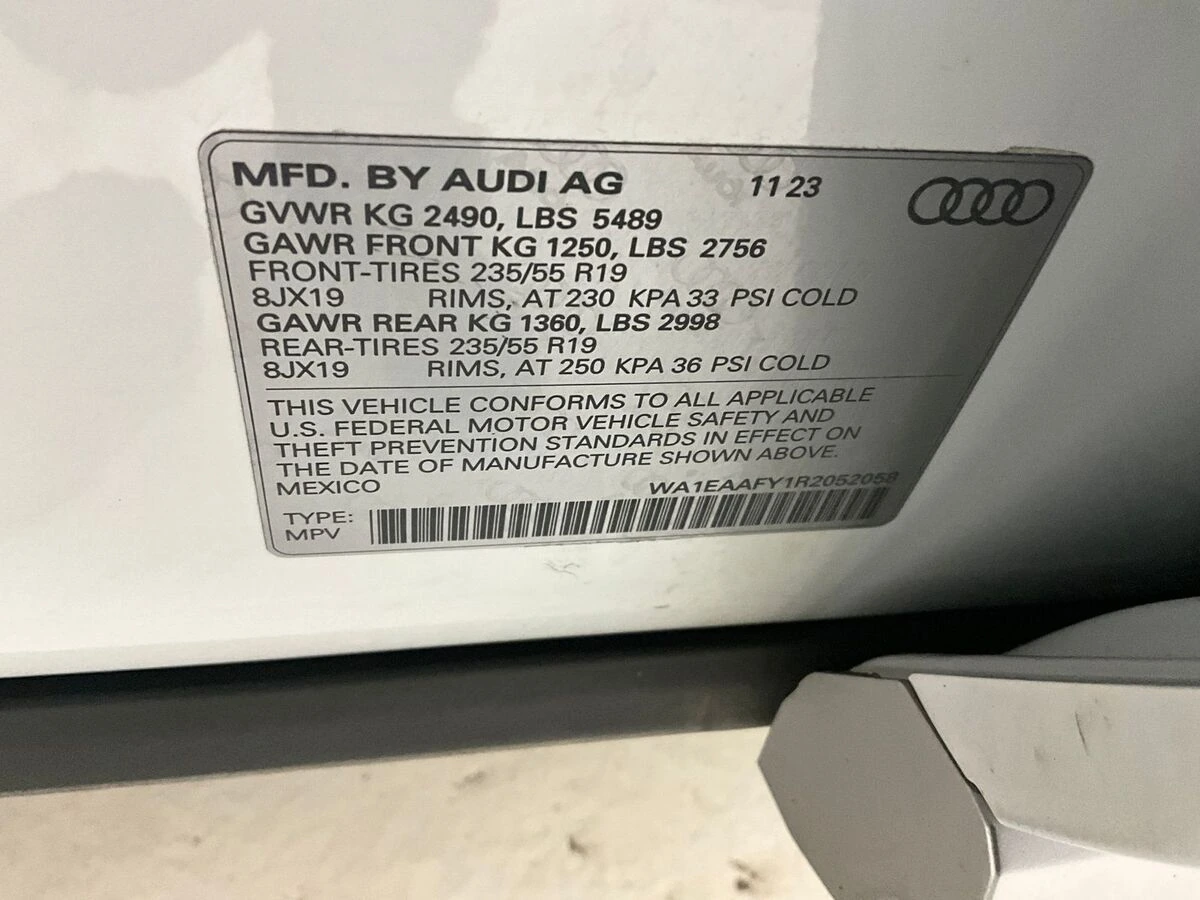 MFD. BY AUDI AG 11 23
GVWR KG 2490, LBS 5489
GAWR FRONT KG 1250, LBS 2756
FRONT-TIRES 235/55 R19
8JX19 RIMS, AT 230 KPA 33 PSI COLD
GAWR REAR KG 1360, LBS 2998
REAR-TIRES 235/55 R19
8JX19 RIMS, AT 250 KPA 36 PSI COLD
THIS VEHICLE CONFORMS TO ALL APPLICABLE
U.S. FEDERAL MOTOR VEHICLE SAFETY AND
THEFT PREVENTION STANDARDS IN EFFECT ON
THE DATE OF MANUFACTURE SHOWN ABOVE.
MEXICO WA1EAAFY1R2052058
TYPE:
MPV